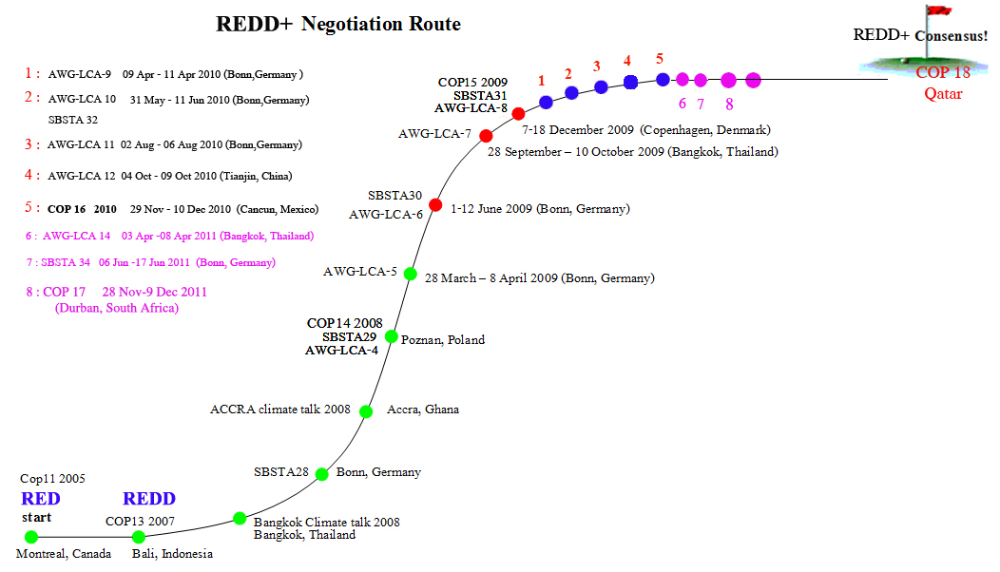 REDD+ Negotiation Route
REDD+ Consensus!
COP 18
Qatar
1 : AWG-LCA-9 09 Apr - 11 Apr 2010 (Bonn,Germany )
2 : AWG-LCA 10 31 May - 11 Jun 2010 (Bonn,Germany)
SBSTA 32
3 : AWG-LCA 11 02 Aug - 06 Aug 2010 (Bonn,Germany)
4 : AWG-LCA 12 04 Oct - 09 Oct 2010 (Tianjin, China)
5 : COP 16 2010 29 Nov - 10 Dec 2010 (Cancun, Mexico)
6 : AWG-LCA 14 03 Apr -08 Apr 2011 (Bangkok, Thailand)
7 : SBSTA 34 06 Jun -17 Jun 2011 (Bonn, Germany)
8 : COP 17 28 Nov-9 Dec 2011
(Durban, South Africa)
1 2 3 4 5
6 7 8
COP15 2009
SBSTA31
AWG-LCA-8
7-18 December 2009 (Copenhagen, Denmark)
AWG-LCA-7
28 September – 10 October 2009 (Bangkok, Thailand)
SBSTA30
AWG-LCA-6
1-12 June 2009 (Bonn, Germany)
AWG-LCA-5
28 March – 8 April 2009 (Bonn, Germany)
COP14 2008
SBSTA29
AWG-LCA-4
Poznan, Poland
ACCRA climate talk 2008 Accra, Ghana
SBSTA28 Bonn, Germany
Bangkok Climate talk 2008
Bangkok, Thailand
Cop11 2005
RED
start
Montreal, Canada
REDD
COP13 2007
Bali, Indonesia